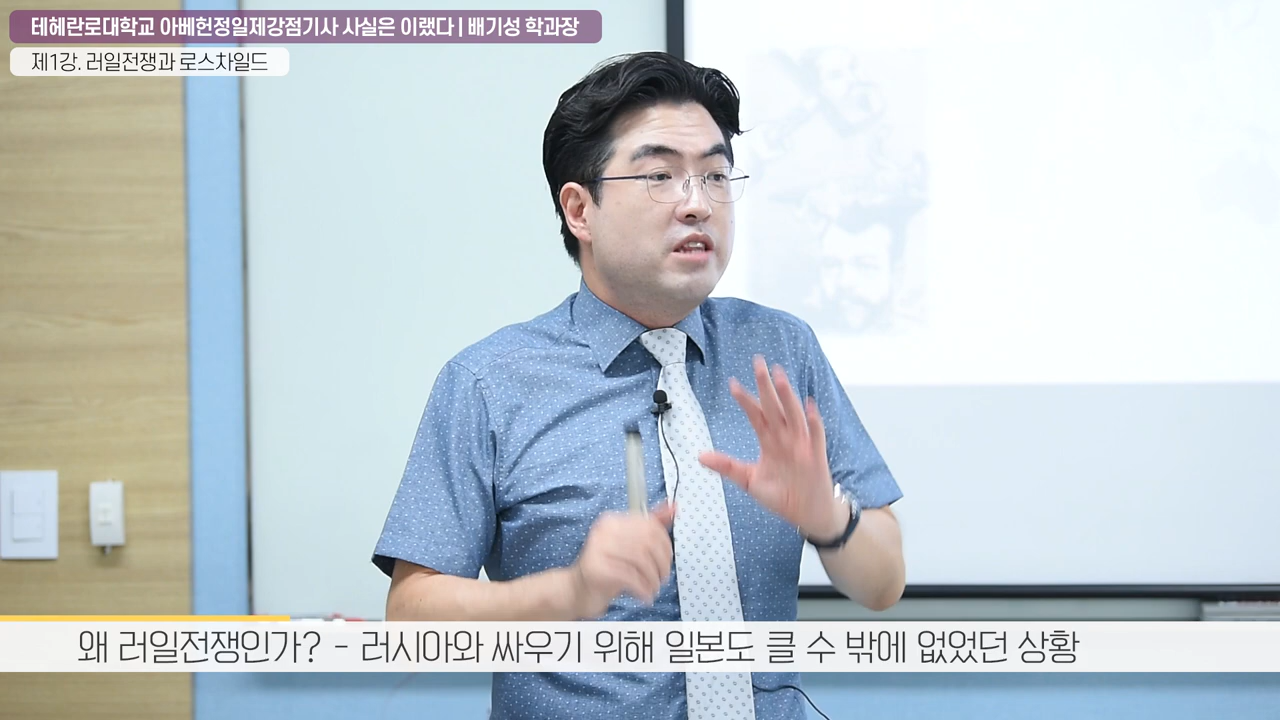 테헤란로대학교 아베헌정일제강점기사 사실은 이랬다 | 배기성 학과장
제1강. 러일전쟁과 로스차일드
왜 러일전쟁인가? - 러시아와 싸우기 위해 일본도 클 수 밖에 없었던 상황